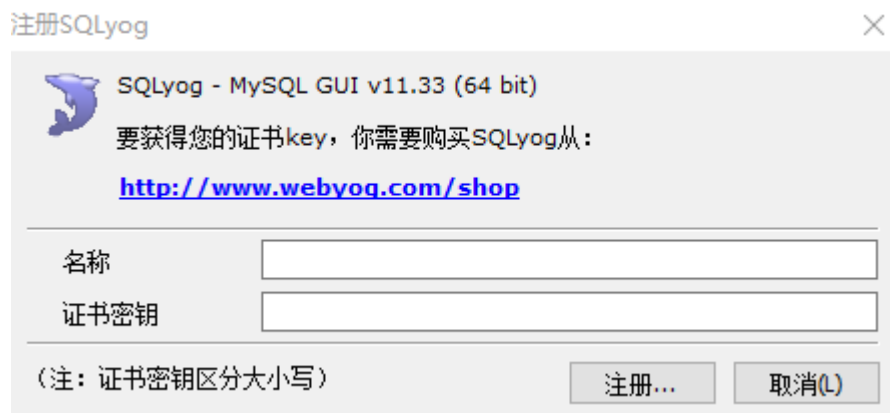 注册SQLyog
SQLyog - MySQL GUI v11.33 (64 bit)
要获得您的证书key，你需要购买SQLyog从：
http://www.webyog.com/shop
名称
证书密钥
（注：证书密钥区分大小写）
注册...
取消(L)